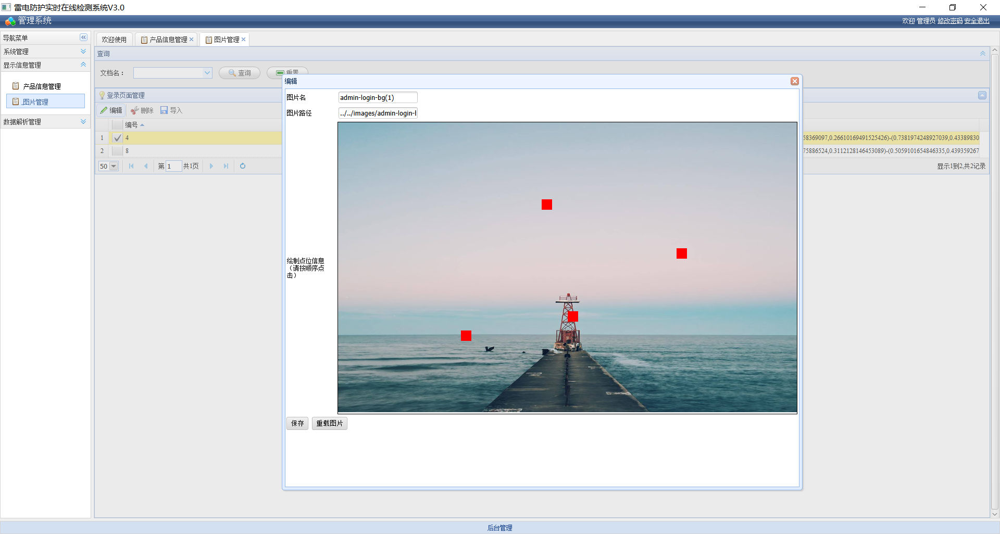 雷电防护实时在线检测系统V3.0
管理系统
欢迎 管理员 修改密码 安全退出
导航菜单
系统管理
显示信息管理
产品信息管理
图片管理
数据解析管理
欢迎使用
产品信息管理
图片管理
查询
文档名：
查询
重置
登录页面管理
编辑
删除
导入
编号
1 4
58369097,0.26610169491525426)-(0.7381974248927039,0.43389830
2 8
75886524,0.3112128146453089)-(0.5059101654846335,0.439359267
50
第 1 共1页
显示1到2,共2记录
编辑
图片名
admin-login-bg(1)
图片路径
../../images/admin-login-l
绘制点位信息
（请按顺序点
击）
保存
重载图片
后台管理